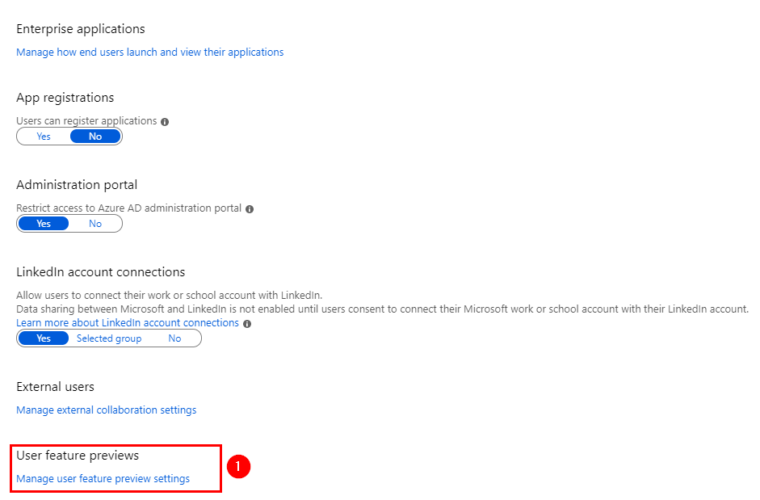 Enterprise applications
Manage how end users launch and view their applications
App registrations
Users can register applications
Yes No
Administration portal
Restrict access to Azure AD administration portal
Yes No
LinkedIn account connections
Allow users to connect their work or school account with LinkedIn.
Data sharing between Microsoft and LinkedIn is not enabled until users consent to connect their Microsoft work or school account with their LinkedIn account.
Learn more about LinkedIn account connections
Yes Selected group No
External users
Manage external collaboration settings
User feature previews
1
Manage user feature preview settings